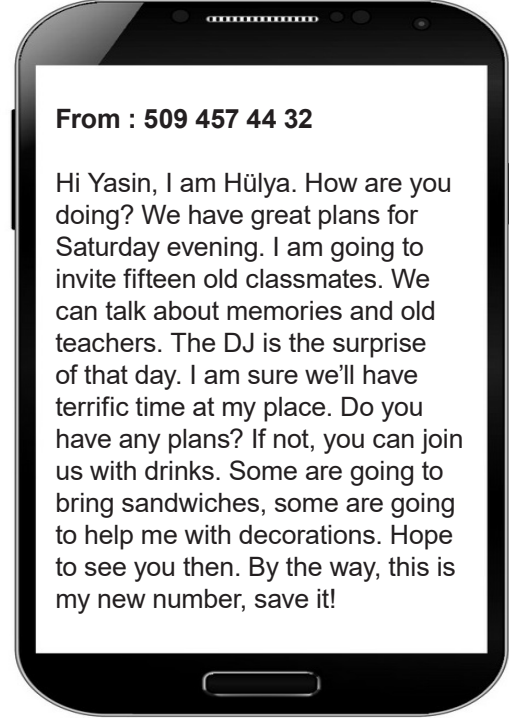 From : 509 457 44 32
Hi Yasin, I am Hülya. How are you
doing? We have great plans for
Saturday evening. I am going to
invite fifteen old classmates. We
can talk about memories and old
teachers. The DJ is the surprise
of that day. I am sure we’ll have
terrific time at my place. Do you
have any plans? If not, you can join
us with drinks. Some are going to
bring sandwiches, some are going
to help me with decorations. Hope
to see you then. By the way, this is
my new number, save it!